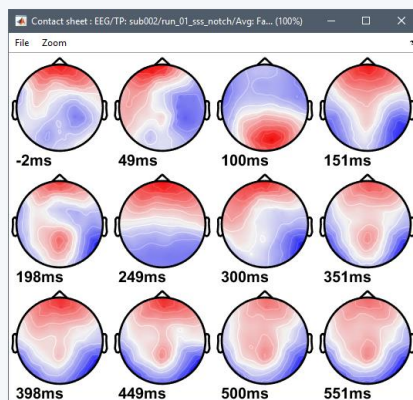 Contact sheet : EEG/TP: sub002/run_01_sss_notch/Avg: Fa... (100%)
File Zoom
-2ms 49ms 100ms 151ms
198ms 249ms 300ms 351ms
398ms 449ms 500ms 551ms